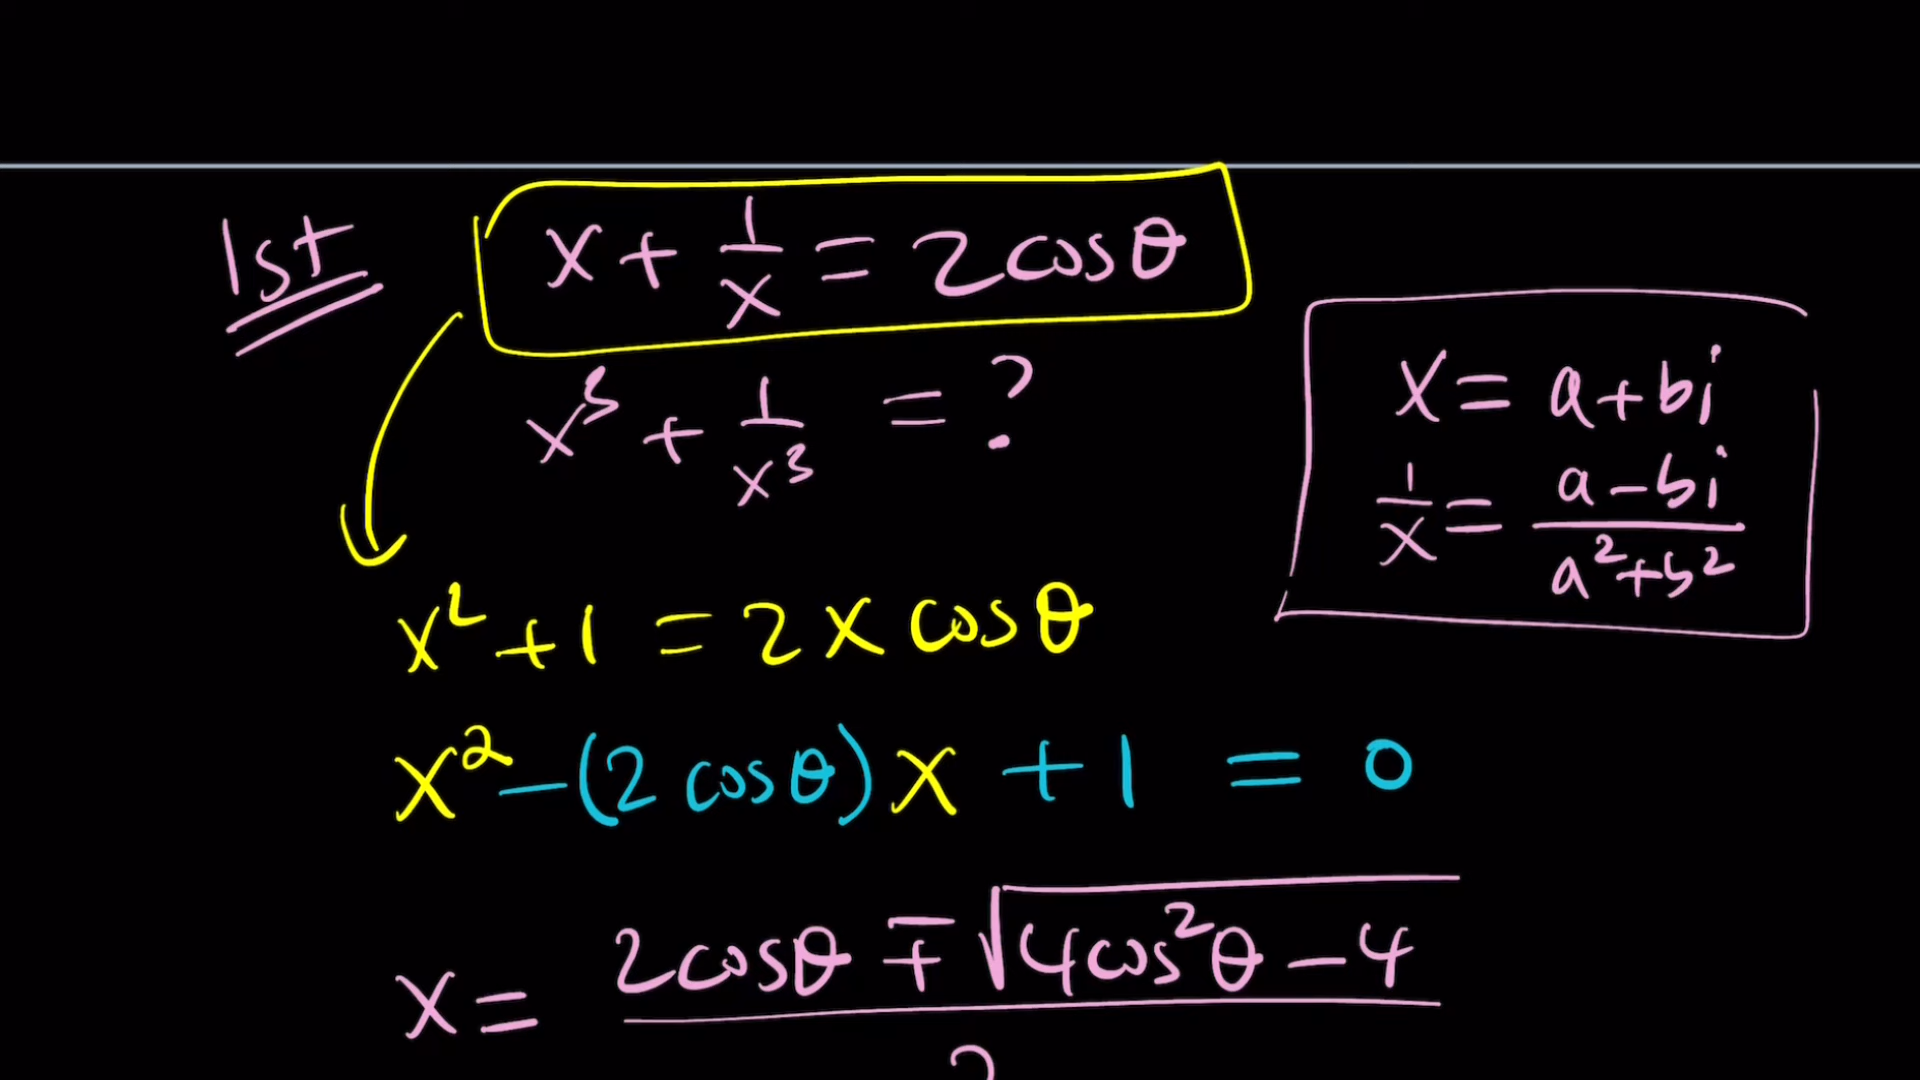 1st x + 1/x = 2cosθ
x³ + 1/x³ = ?
x = a+bi
1/x = a-bi/a²+b²
x² + 1 = 2x cosθ
x² - (2cosθ)x + 1 = 0
x = 2cosθ ∓ √4cos²θ - 4 / 2